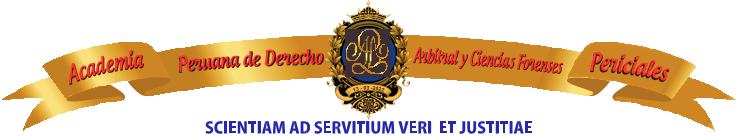 Academia Peruana de Derecho Arbitral y Ciencias Forenses Periciales
SCIENTIAM AD SERVITIUM VERI ET JUSTITIAE